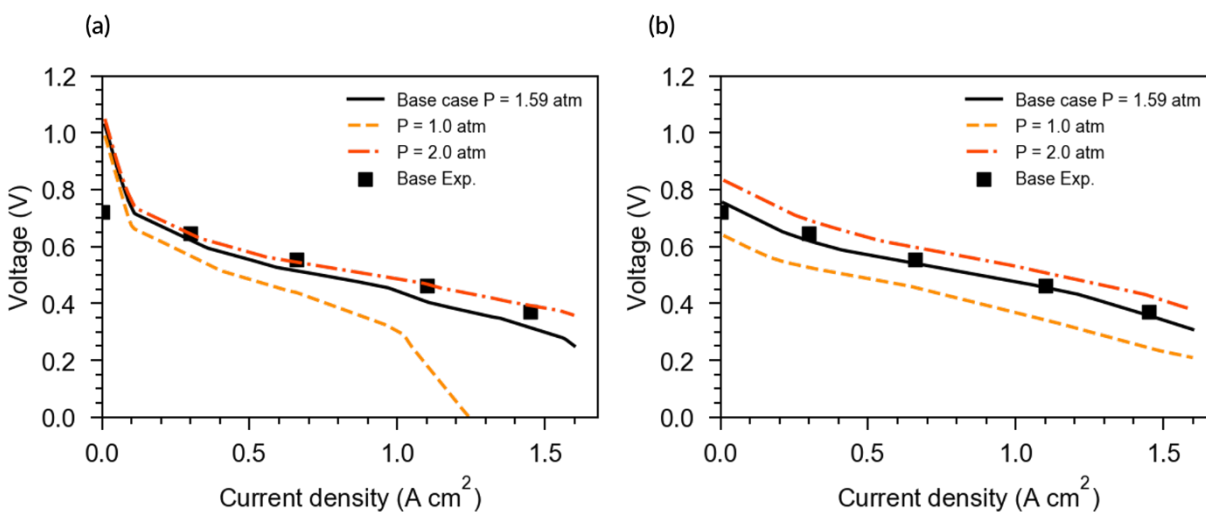 (a)
(b)
1.2
1.0
0.8
0.6
0.4
0.2
0.0
Voltage (V)
Base case P = 1.59 atm
P = 1.0 atm
P = 2.0 atm
Base Exp.
0.0 0.5 1.0 1.5
Current density (A cm²)
1.2
1.0
0.8
0.6
0.4
0.2
0.0
Voltage (V)
Base case P = 1.59 atm
P = 1.0 atm
P = 2.0 atm
Base Exp.
0.0 0.5 1.0 1.5
Current density (A cm²)